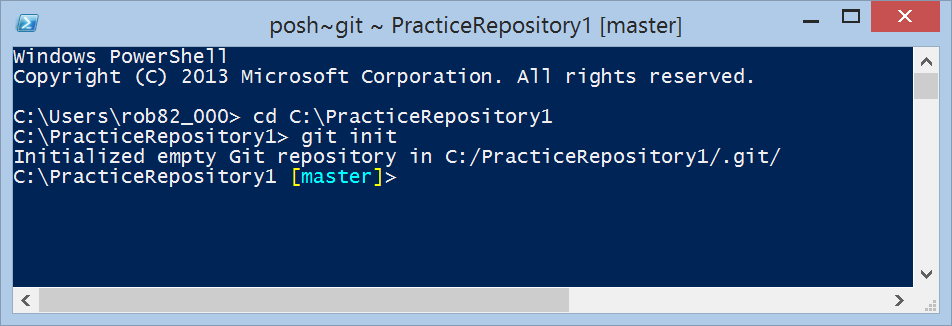 posh~git ~ PracticeRepository1 [master]
Windows PowerShell
Copyright (C) 2013 Microsoft Corporation. All rights reserved.
C:\Users\rob82_000> cd C:\PracticeRepository1
C:\PracticeRepository1> git init
Initialized empty Git repository in C:/PracticeRepository1/.git/
C:\PracticeRepository1 [master]>